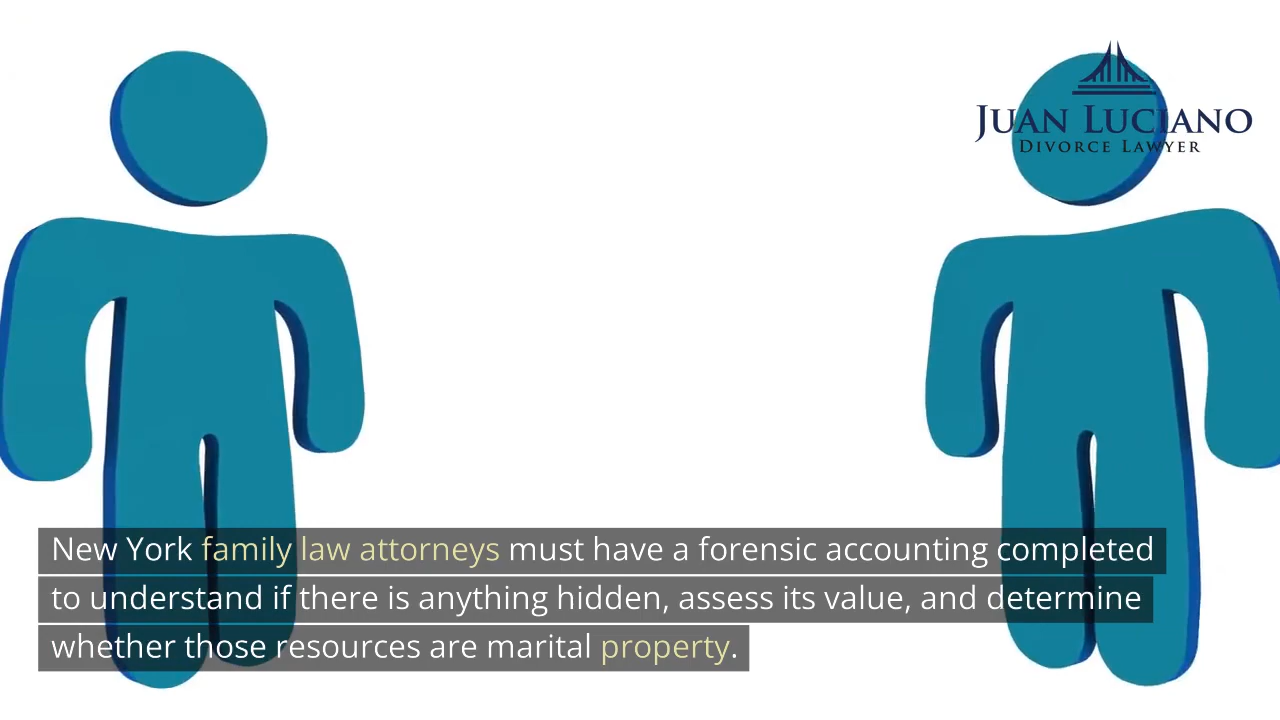 JUAN LUCIANO
DIVORCE LAWYER
New York family law attorneys must have a forensic accounting completed
to understand if there is anything hidden, assess its value, and determine
whether those resources are marital property.